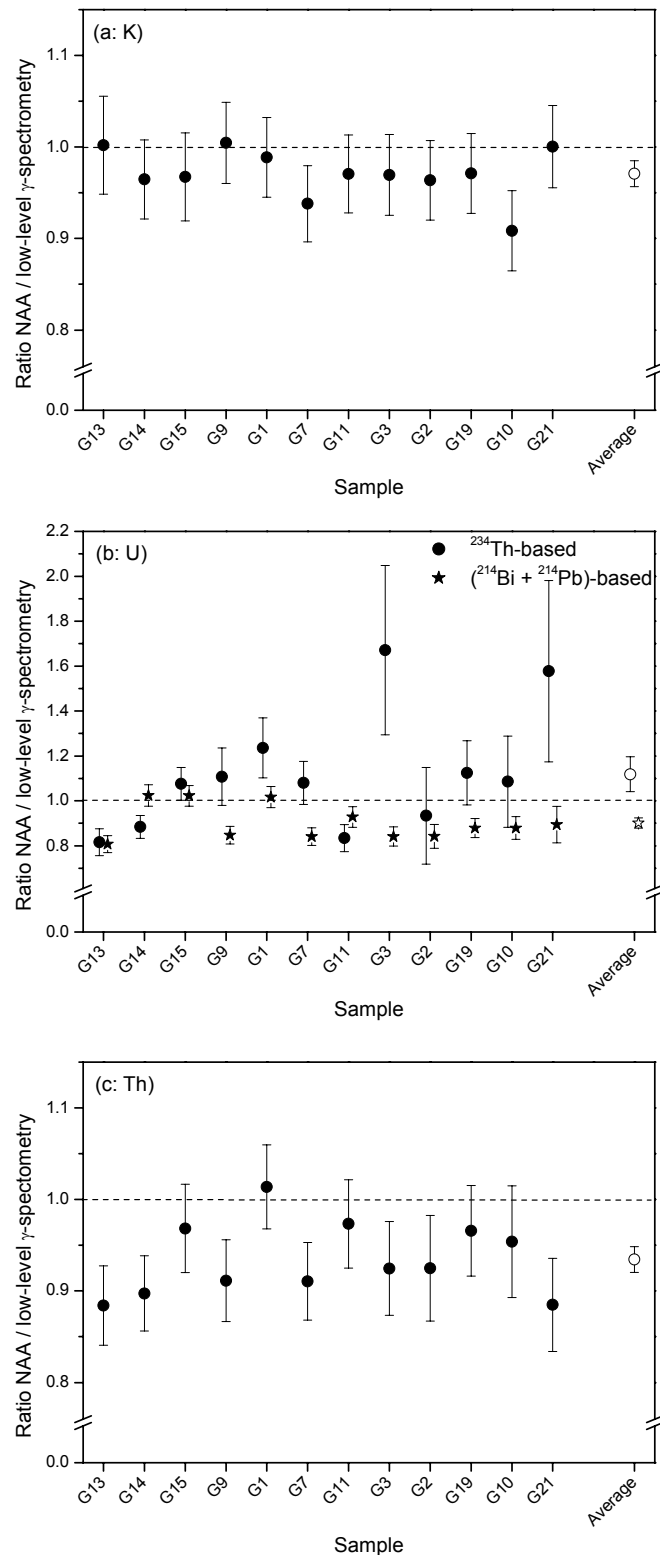 (a: K)
1.1
1.0
0.9
0.8
0.0
Ratio NAA / low-level γ-spectrometry
G13 G14 G15 G9 G1 G7 G11 G3 G2 G19 G10 G21 Average
Sample
(b: U)
234Th-based
(214Bi + 214Pb)-based
2.2
2.0
1.8
1.6
1.4
1.2
1.0
0.8
0.0
Ratio NAA / low-level γ-spectrometry
G13 G14 G15 G9 G1 G7 G11 G3 G2 G19 G10 G21 Average
Sample
(c: Th)
1.1
1.0
0.9
0.8
0.0
Ratio NAA / low-level γ-spectometry
G13 G14 G15 G9 G1 G7 G11 G3 G2 G19 G10 G21 Average
Sample